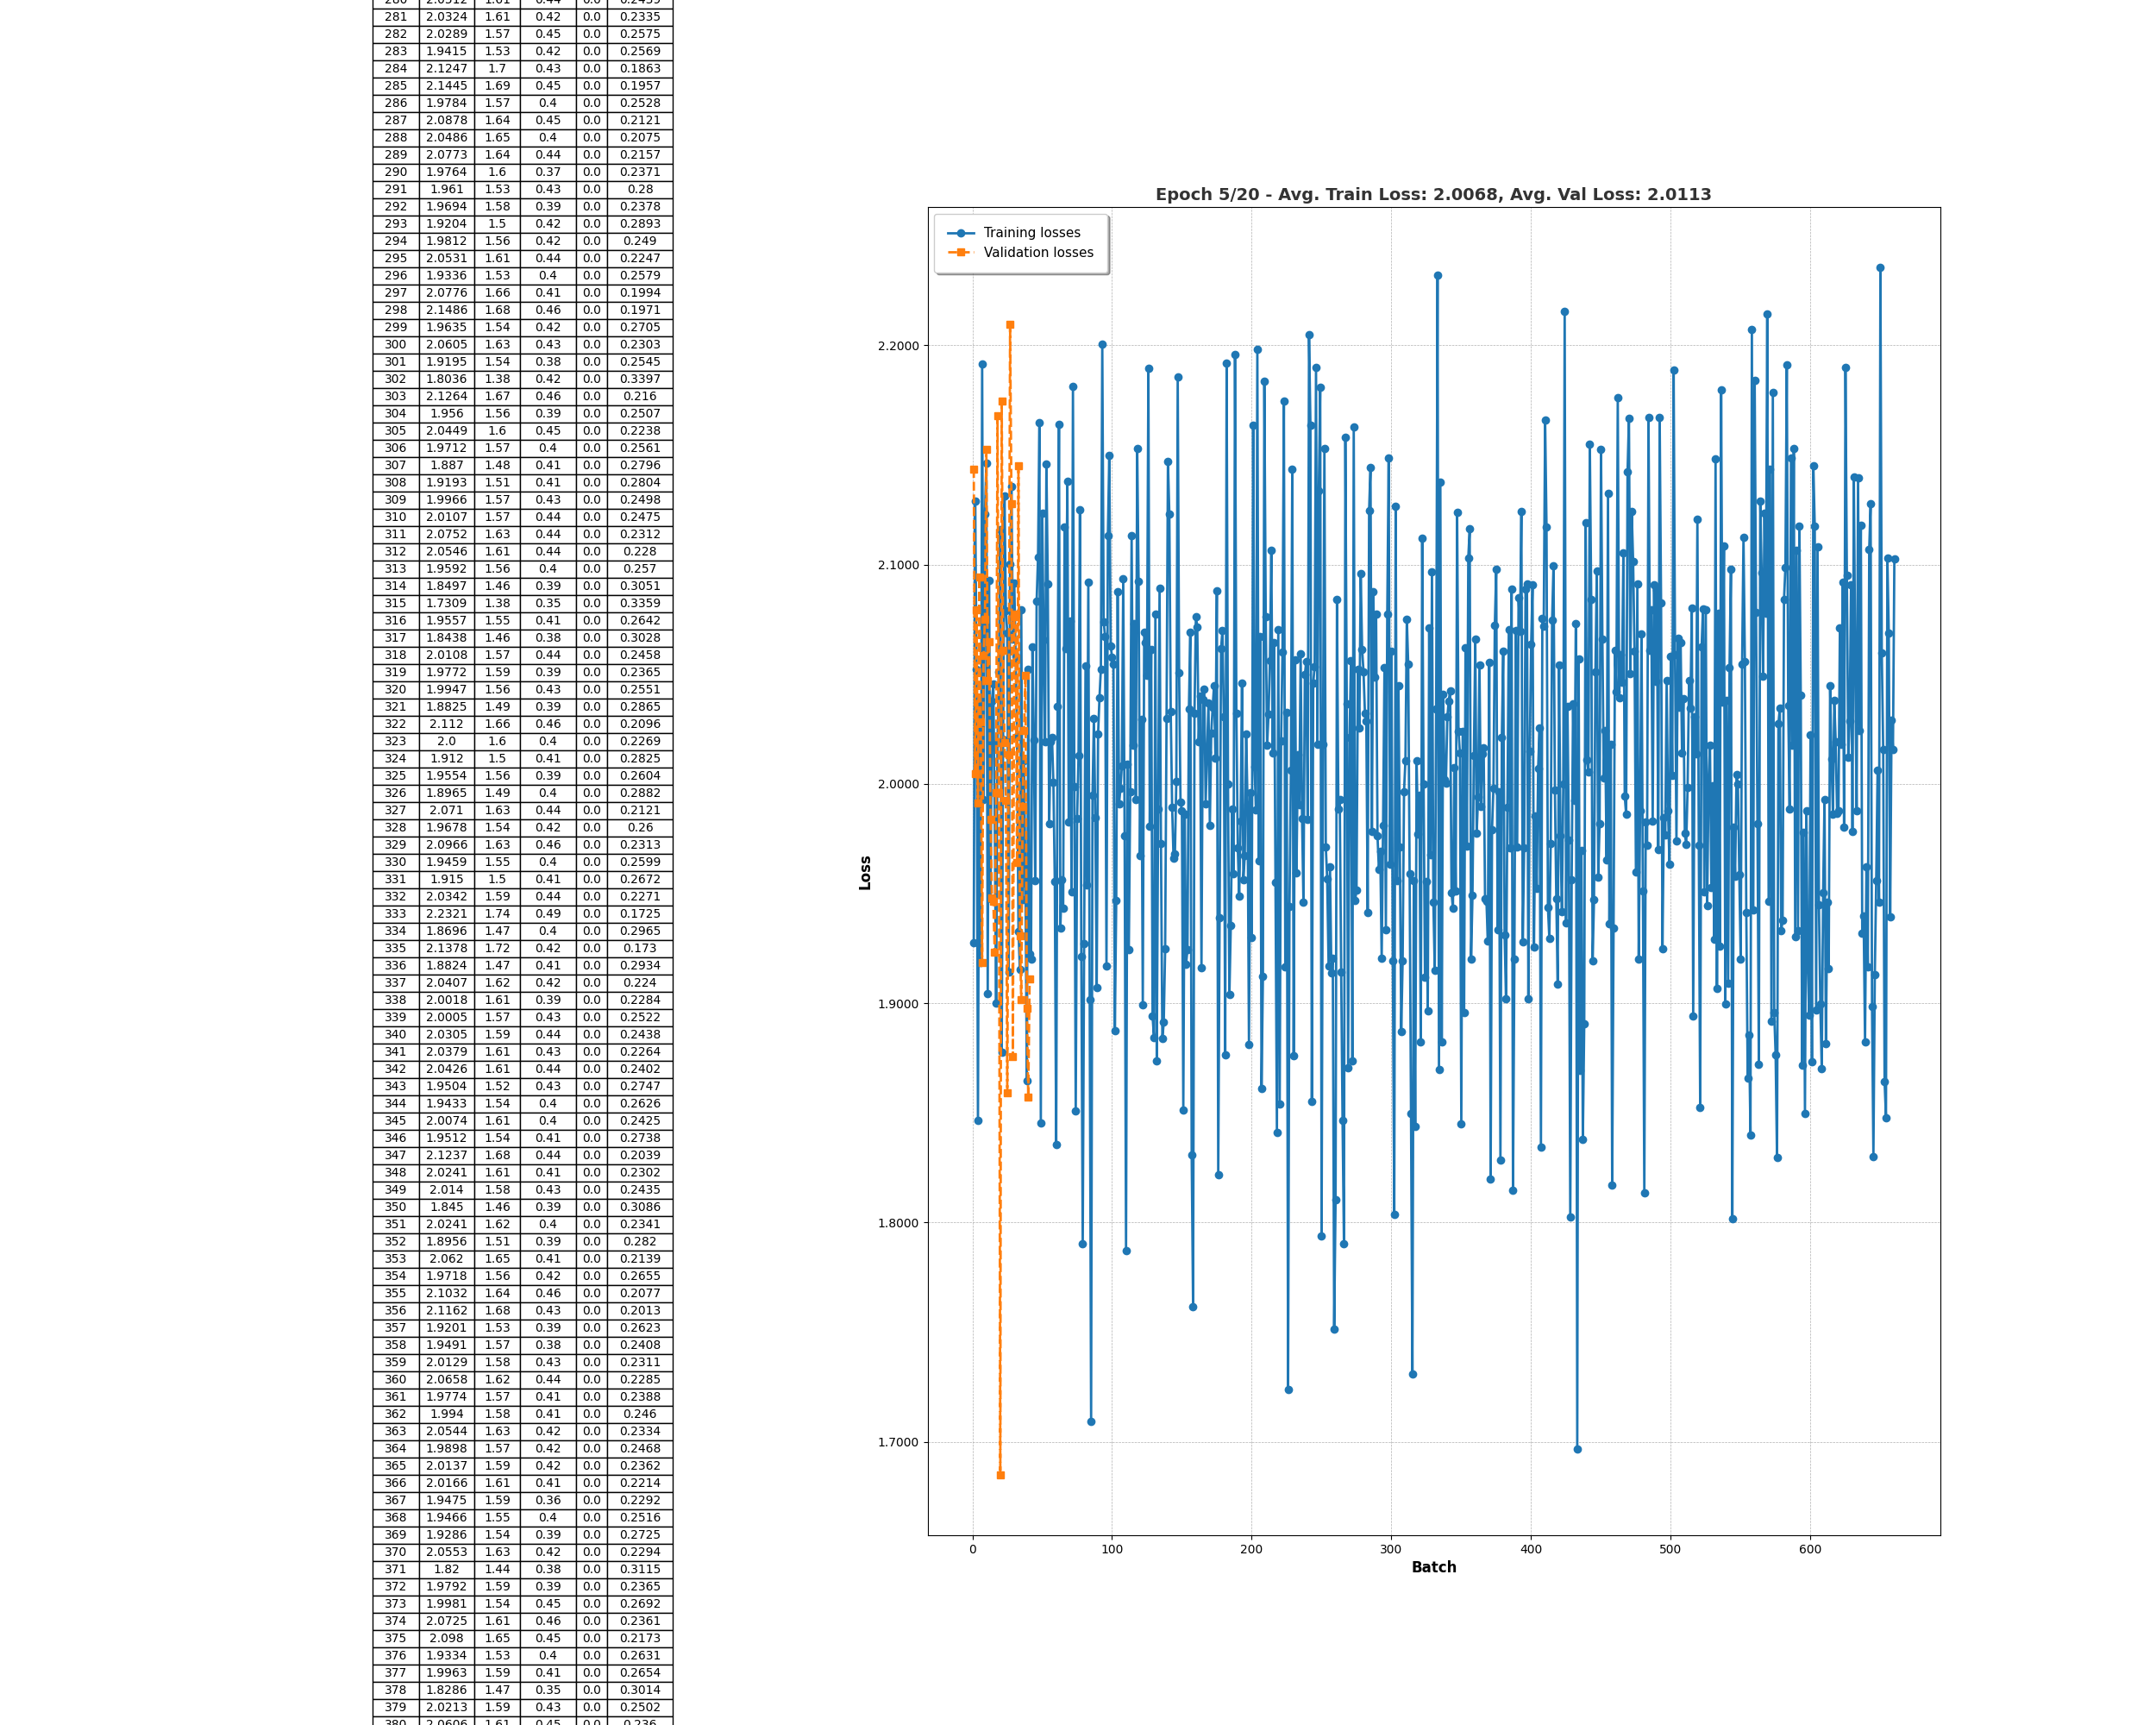 281 2.0324 1.61 0.42 0.0 0.2335
282 2.0289 1.57 0.45 0.0 0.2575
283 1.9415 1.53 0.42 0.0 0.2569
284 2.1247 1.7 0.43 0.0 0.1863
285 2.1445 1.69 0.45 0.0 0.1957
286 1.9784 1.57 0.4 0.0 0.2528
287 2.0878 1.64 0.45 0.0 0.2121
288 2.0486 1.65 0.4 0.0 0.2075
289 2.0773 1.64 0.44 0.0 0.2157
290 1.9764 1.6 0.37 0.0 0.2371
291 1.961 1.53 0.43 0.0 0.28
292 1.9694 1.58 0.39 0.0 0.2378
293 1.9204 1.5 0.42 0.0 0.2893
294 1.9812 1.56 0.42 0.0 0.249
295 2.0531 1.61 0.44 0.0 0.2247
296 1.9336 1.53 0.4 0.0 0.2579
297 2.0776 1.66 0.41 0.0 0.1994
298 2.1486 1.68 0.46 0.0 0.1971
299 1.9635 1.54 0.42 0.0 0.2705
300 2.0605 1.63 0.43 0.0 0.2303
301 1.9195 1.54 0.38 0.0 0.2545
302 1.8036 1.38 0.42 0.0 0.3397
303 2.1264 1.67 0.46 0.0 0.216
304 1.956 1.56 0.39 0.0 0.2507
305 2.0449 1.6 0.45 0.0 0.2238
306 1.9712 1.57 0.4 0.0 0.2561
307 1.887 1.48 0.41 0.0 0.2796
308 1.9193 1.51 0.41 0.0 0.2804
309 1.9966 1.57 0.43 0.0 0.2498
310 2.0107 1.57 0.44 0.0 0.2475
311 2.0752 1.63 0.44 0.0 0.2312
312 2.0546 1.61 0.44 0.0 0.228
313 1.9592 1.56 0.4 0.0 0.257
314 1.8497 1.46 0.39 0.0 0.3051
315 1.7309 1.38 0.35 0.0 0.3359
316 1.9557 1.55 0.41 0.0 0.2642
317 1.8438 1.46 0.38 0.0 0.3028
318 2.0108 1.57 0.44 0.0 0.2458
319 1.9772 1.59 0.39 0.0 0.2365
320 1.9947 1.56 0.43 0.0 0.2551
321 1.8825 1.49 0.39 0.0 0.2865
322 2.112 1.66 0.46 0.0 0.2096
323 2.0 1.6 0.4 0.0 0.2269
324 1.912 1.5 0.41 0.0 0.2825
325 1.9554 1.56 0.39 0.0 0.2604
326 1.8965 1.49 0.4 0.0 0.2882
327 2.071 1.63 0.44 0.0 0.2121
328 1.9678 1.54 0.42 0.0 0.26
329 2.0966 1.63 0.46 0.0 0.2313
330 1.9459 1.55 0.4 0.0 0.2599
331 1.915 1.5 0.41 0.0 0.2672
332 2.0342 1.59 0.44 0.0 0.2271
333 2.2321 1.74 0.49 0.0 0.1725
334 1.8696 1.47 0.4 0.0 0.2965
335 2.1378 1.72 0.42 0.0 0.173
336 1.8824 1.47 0.41 0.0 0.2934
337 2.0407 1.62 0.42 0.0 0.224
338 2.0018 1.61 0.39 0.0 0.2284
339 2.0005 1.57 0.43 0.0 0.2522
340 2.0305 1.59 0.44 0.0 0.2438
341 2.0379 1.61 0.43 0.0 0.2264
342 2.0426 1.61 0.44 0.0 0.2402
343 1.9504 1.52 0.43 0.0 0.2747
344 1.9433 1.54 0.4 0.0 0.2626
345 2.0074 1.61 0.4 0.0 0.2425
346 1.9512 1.54 0.41 0.0 0.2738
347 2.1237 1.68 0.44 0.0 0.2039
348 2.0241 1.61 0.41 0.0 0.2302
349 2.014 1.58 0.43 0.0 0.2435
350 1.845 1.46 0.39 0.0 0.3086
351 2.0241 1.62 0.4 0.0 0.2341
352 1.8956 1.51 0.39 0.0 0.282
353 2.062 1.65 0.41 0.0 0.2139
354 1.9718 1.56 0.42 0.0 0.2655
355 2.1032 1.64 0.46 0.0 0.2077
356 2.1162 1.68 0.43 0.0 0.2013
357 1.9201 1.53 0.39 0.0 0.2623
358 1.9491 1.57 0.38 0.0 0.2408
359 2.0129 1.58 0.43 0.0 0.2311
360 2.0658 1.62 0.44 0.0 0.2285
361 1.9774 1.57 0.41 0.0 0.2388
362 1.994 1.58 0.41 0.0 0.246
363 2.0544 1.63 0.42 0.0 0.2334
364 1.9898 1.57 0.42 0.0 0.2468
365 2.0137 1.59 0.42 0.0 0.2362
366 2.0166 1.61 0.41 0.0 0.2214
367 1.9475 1.59 0.36 0.0 0.2292
368 1.9466 1.55 0.4 0.0 0.2516
369 1.9286 1.54 0.39 0.0 0.2725
370 2.0553 1.63 0.42 0.0 0.2294
371 1.82 1.44 0.38 0.0 0.3115
372 1.9792 1.59 0.39 0.0 0.2365
373 1.9981 1.54 0.45 0.0 0.2692
374 2.0725 1.61 0.46 0.0 0.2361
375 2.098 1.65 0.45 0.0 0.2173
376 1.9334 1.53 0.4 0.0 0.2631
377 1.9963 1.59 0.41 0.0 0.2654
378 1.8286 1.47 0.35 0.0 0.3014
379 2.0213 1.59 0.43 0.0 0.2502
380 2.0606 1.61 0.45 0.0 0.236
Epoch 5/20 - Avg. Train Loss: 2.0068, Avg. Val Loss: 2.0113
Training losses
Validation losses
2.2000
2.1000
2.0000
1.9000
1.8000
1.7000
Loss
0 100 200 300 400 500 600
Batch